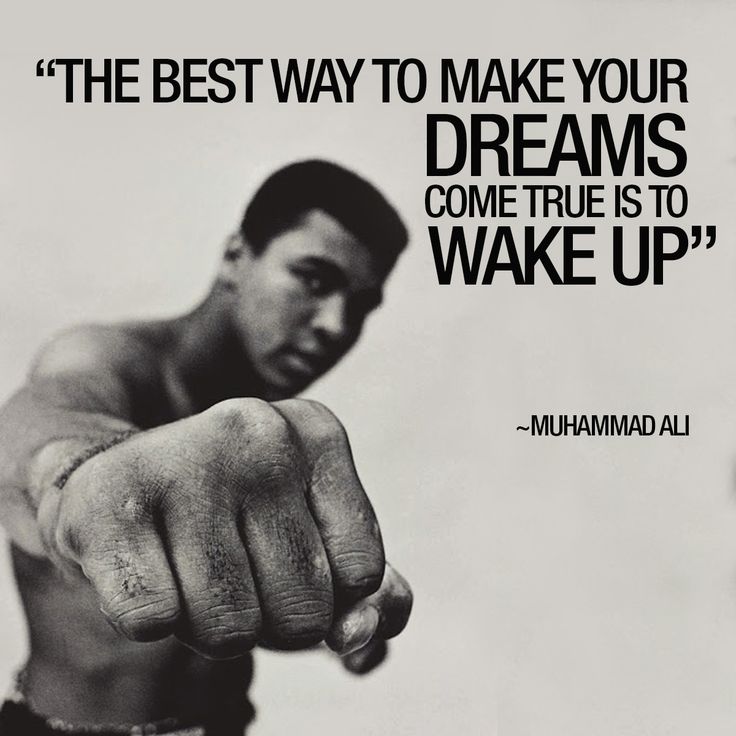 “THE BEST WAY TO MAKE YOUR
DREAMS
COME TRUE IS TO
WAKE UP”
~MUHAMMAD ALI